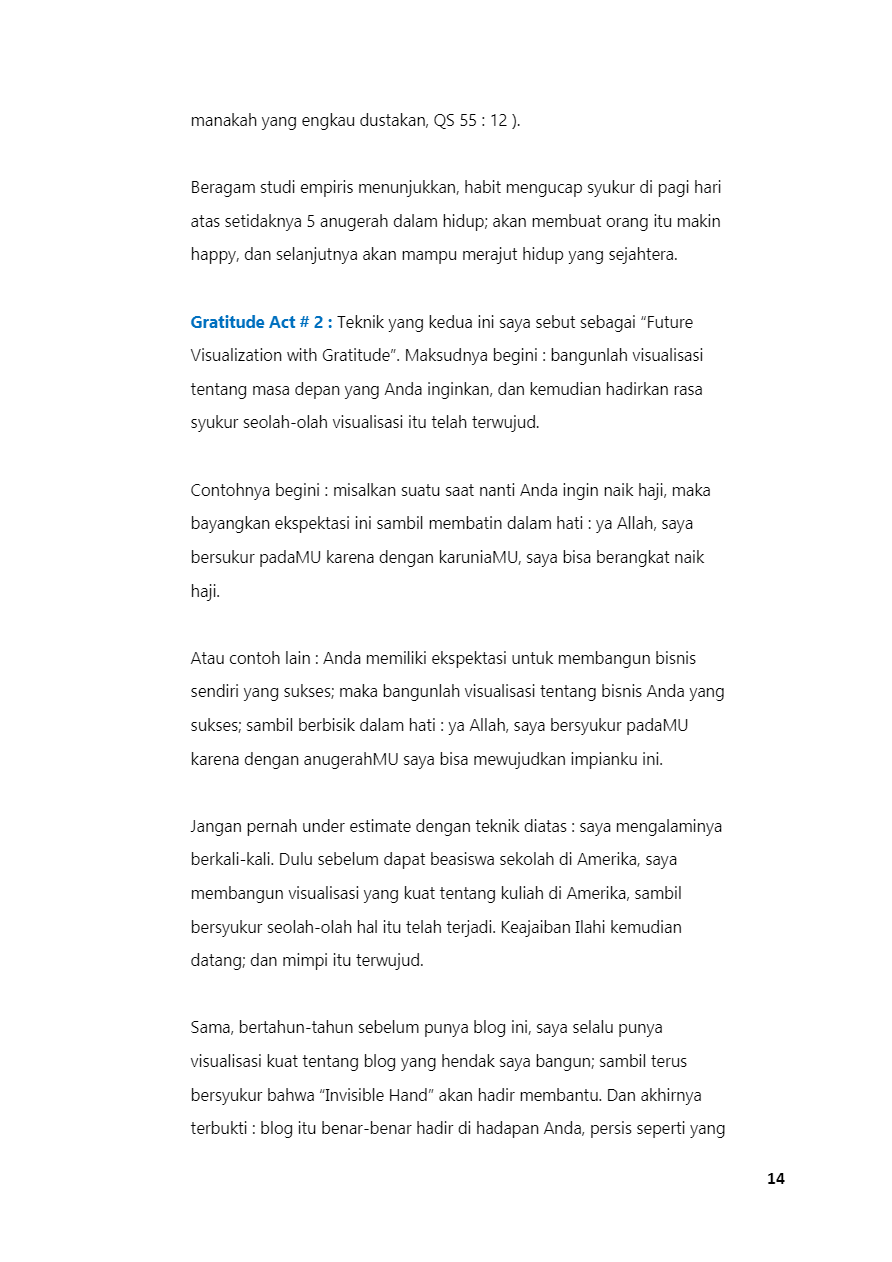 manakah yang engkau dustakan, QS 55 : 12 ).
Beragam studi empiris menunjukkan, habit mengucap syukur di pagi hari
atas setidaknya 5 anugerah dalam hidup; akan membuat orang itu makin
happy, dan selanjutnya akan mampu merajut hidup yang sejahtera.
Gratitude Act # 2 : Teknik yang kedua ini saya sebut sebagai “Future
Visualization with Gratitude”. Maksudnya begini : bangunlah visualisasi
tentang masa depan yang Anda inginkan, dan kemudian hadirkan rasa
syukur seolah-olah visualisasi itu telah terwujud.
Contohnya begini : misalkan suatu saat nanti Anda ingin naik haji, maka
bayangkan ekspektasi ini sambil membatin dalam hati : ya Allah, saya
bersukur padaMU karena dengan karuniaMU, saya bisa berangkat naik
haji.
Atau contoh lain : Anda memiliki ekspektasi untuk membangun bisnis
sendiri yang sukses; maka bangunlah visualisasi tentang bisnis Anda yang
sukses; sambil berbisik dalam hati : ya Allah, saya bersyukur padaMU
karena dengan anugerahMU saya bisa mewujudkan impianku ini.
Jangan pernah under estimate dengan teknik diatas : saya mengalaminya
berkali-kali. Dulu sebelum dapat beasiswa sekolah di Amerika, saya
membangun visualisasi yang kuat tentang kuliah di Amerika, sambil
bersyukur seolah-olah hal itu telah terjadi. Keajaiban Ilahi kemudian
datang; dan mimpi itu terwujud.
Sama, bertahun-tahun sebelum punya blog ini, saya selalu punya
visualisasi kuat tentang blog yang hendak saya bangun; sambil terus
bersyukur bahwa “Invisible Hand” akan hadir membantu. Dan akhirnya
terbukti : blog itu benar-benar hadir di hadapan Anda, persis seperti yang
14